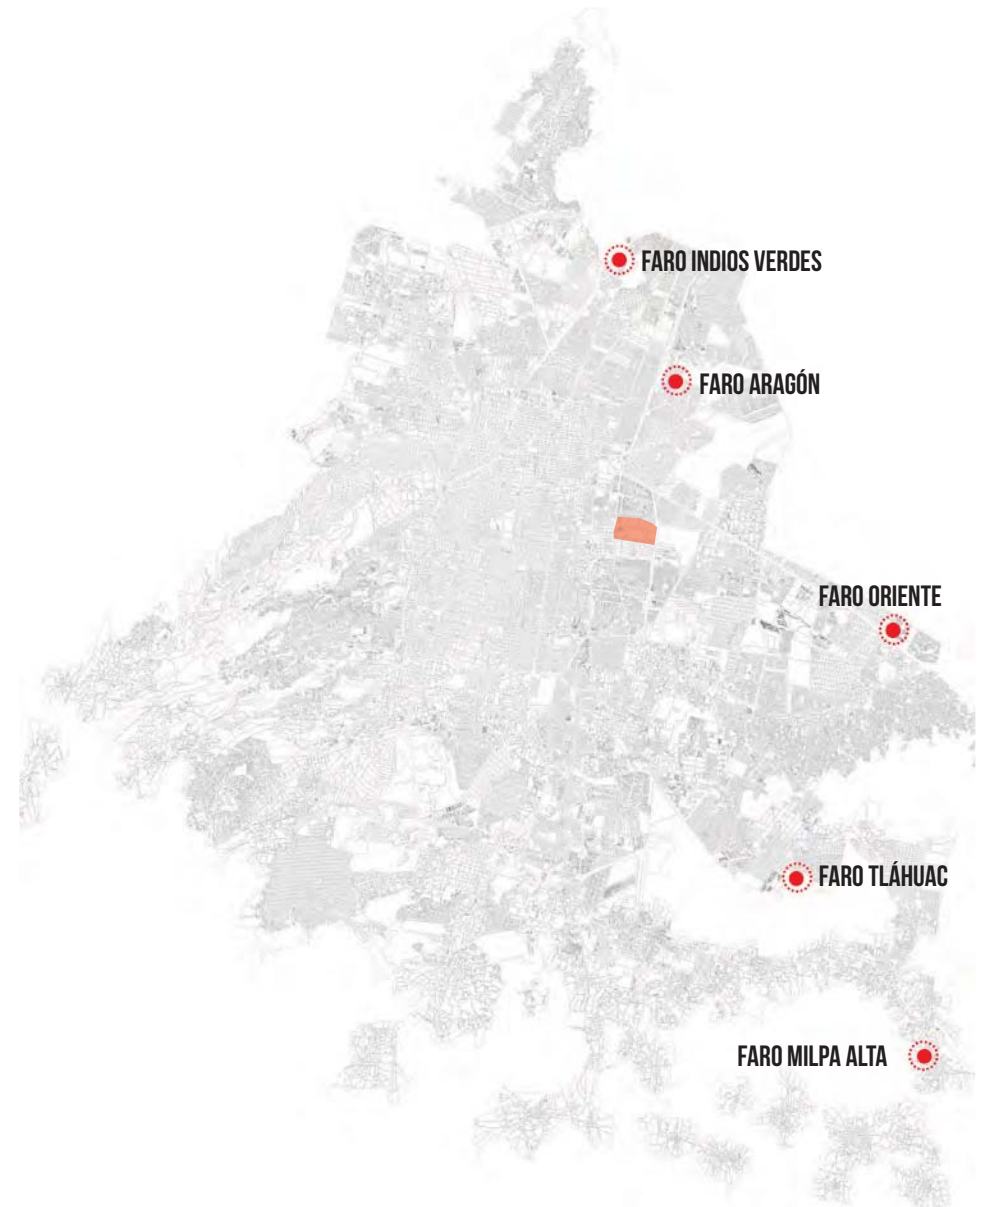 FARO INDIOS VERDES
FARO ARAGÓN
FARO ORIENTE
FARO TLÁHUAC
FARO MILPA ALTA